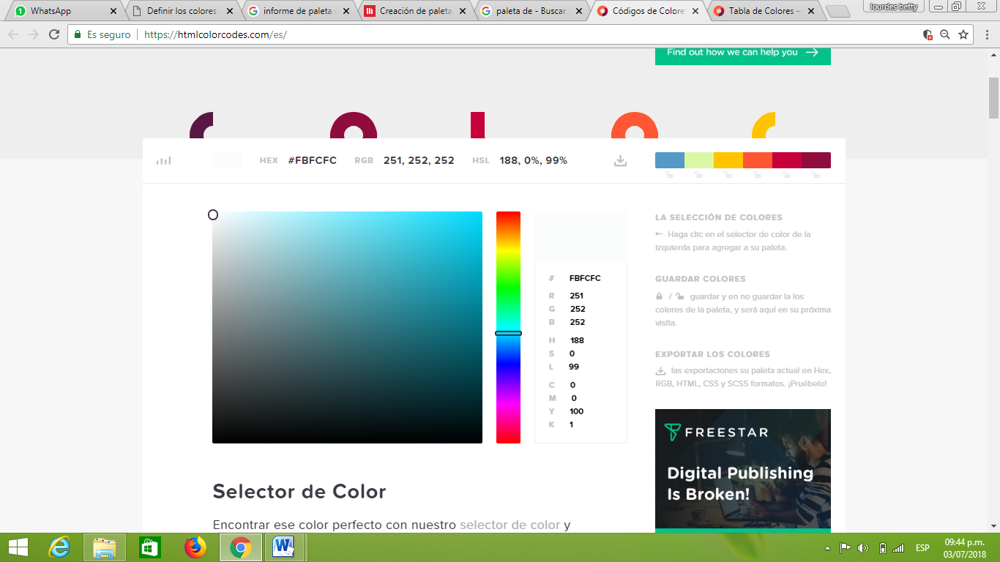 WhatsApp
Definir los colores
informe de paleta
Creación de paleta
paleta de - Buscar
Códigos de Colore
Tabla de Colores –
lourdes betty
Es seguro
https://htmlcolorcodes.com/es/
Find out how we can help you →
HEX #FBFCFC RGB 251, 252, 252 HSL 188, 0%, 99%
# FBFCFC
R 251
G 252
B 252
H 188
S 0
L 99
C 0
M 0
Y 100
K 1
LA SELECCIÓN DE COLORES
← Haga clic en el selector de color de la
izquierda para agregar a su paleta.
GUARDAR COLORES
/ guardar y en no guardar la los
colores de la paleta, y será aquí en su próxima
visita.
EXPORTAR LOS COLORES
las exportaciones su paleta actual en Hex,
RGB, HTML, CSS y SCSS formatos. ¡Pruébelo!
FREESTAR
Digital Publishing
Is Broken!
Selector de Color
Encontrar ese color perfecto con nuestro selector de color y
ESP
09:44 p.m.
03/07/2018